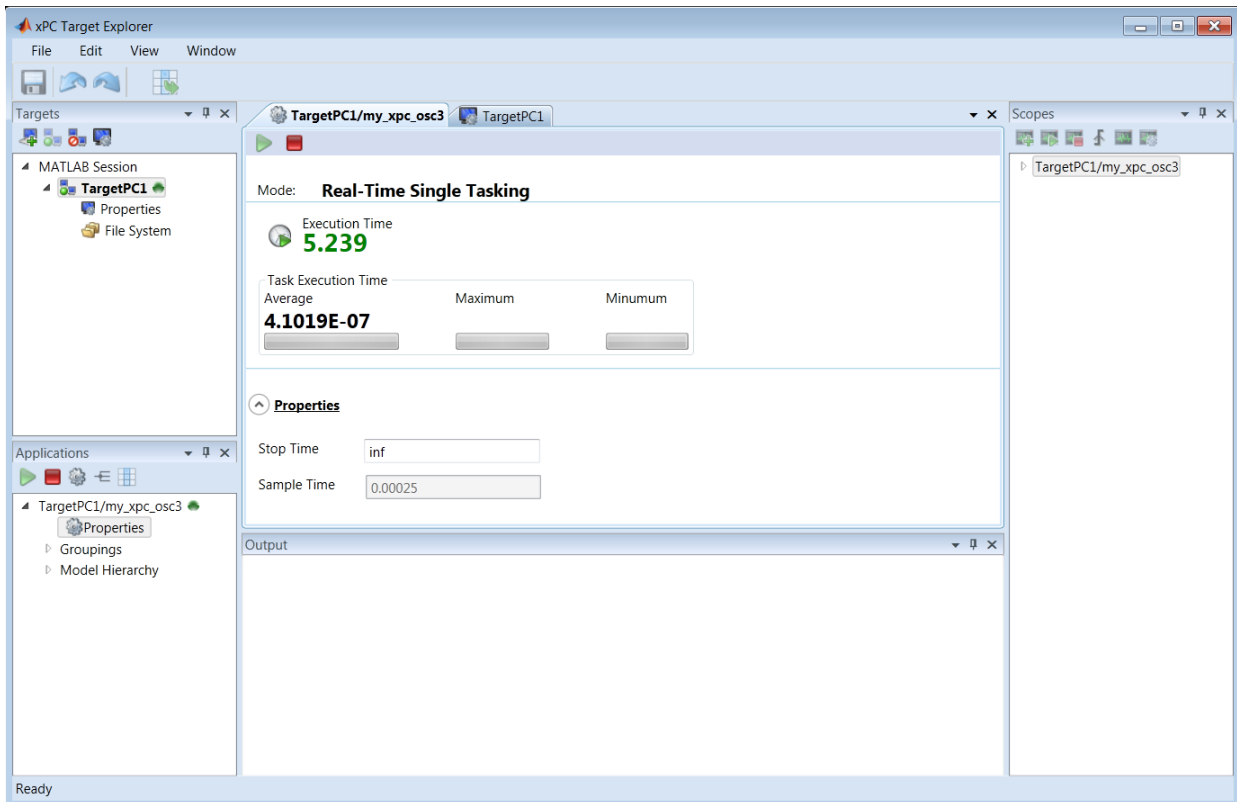 xPC Target Explorer
File Edit View Window
Targets
MATLAB Session
TargetPC1
Properties
File System
Applications
TargetPC1/my_xpc_osc3
Properties
Groupings
Model Hierarchy
TargetPC1/my_xpc_osc3 TargetPC1
Mode: Real-Time Single Tasking
Execution Time
5.239
Task Execution Time
Average Maximum Minumum
4.1019E-07
Properties
Stop Time inf
Sample Time 0.00025
Output
Scopes
TargetPC1/my_xpc_osc3
Ready